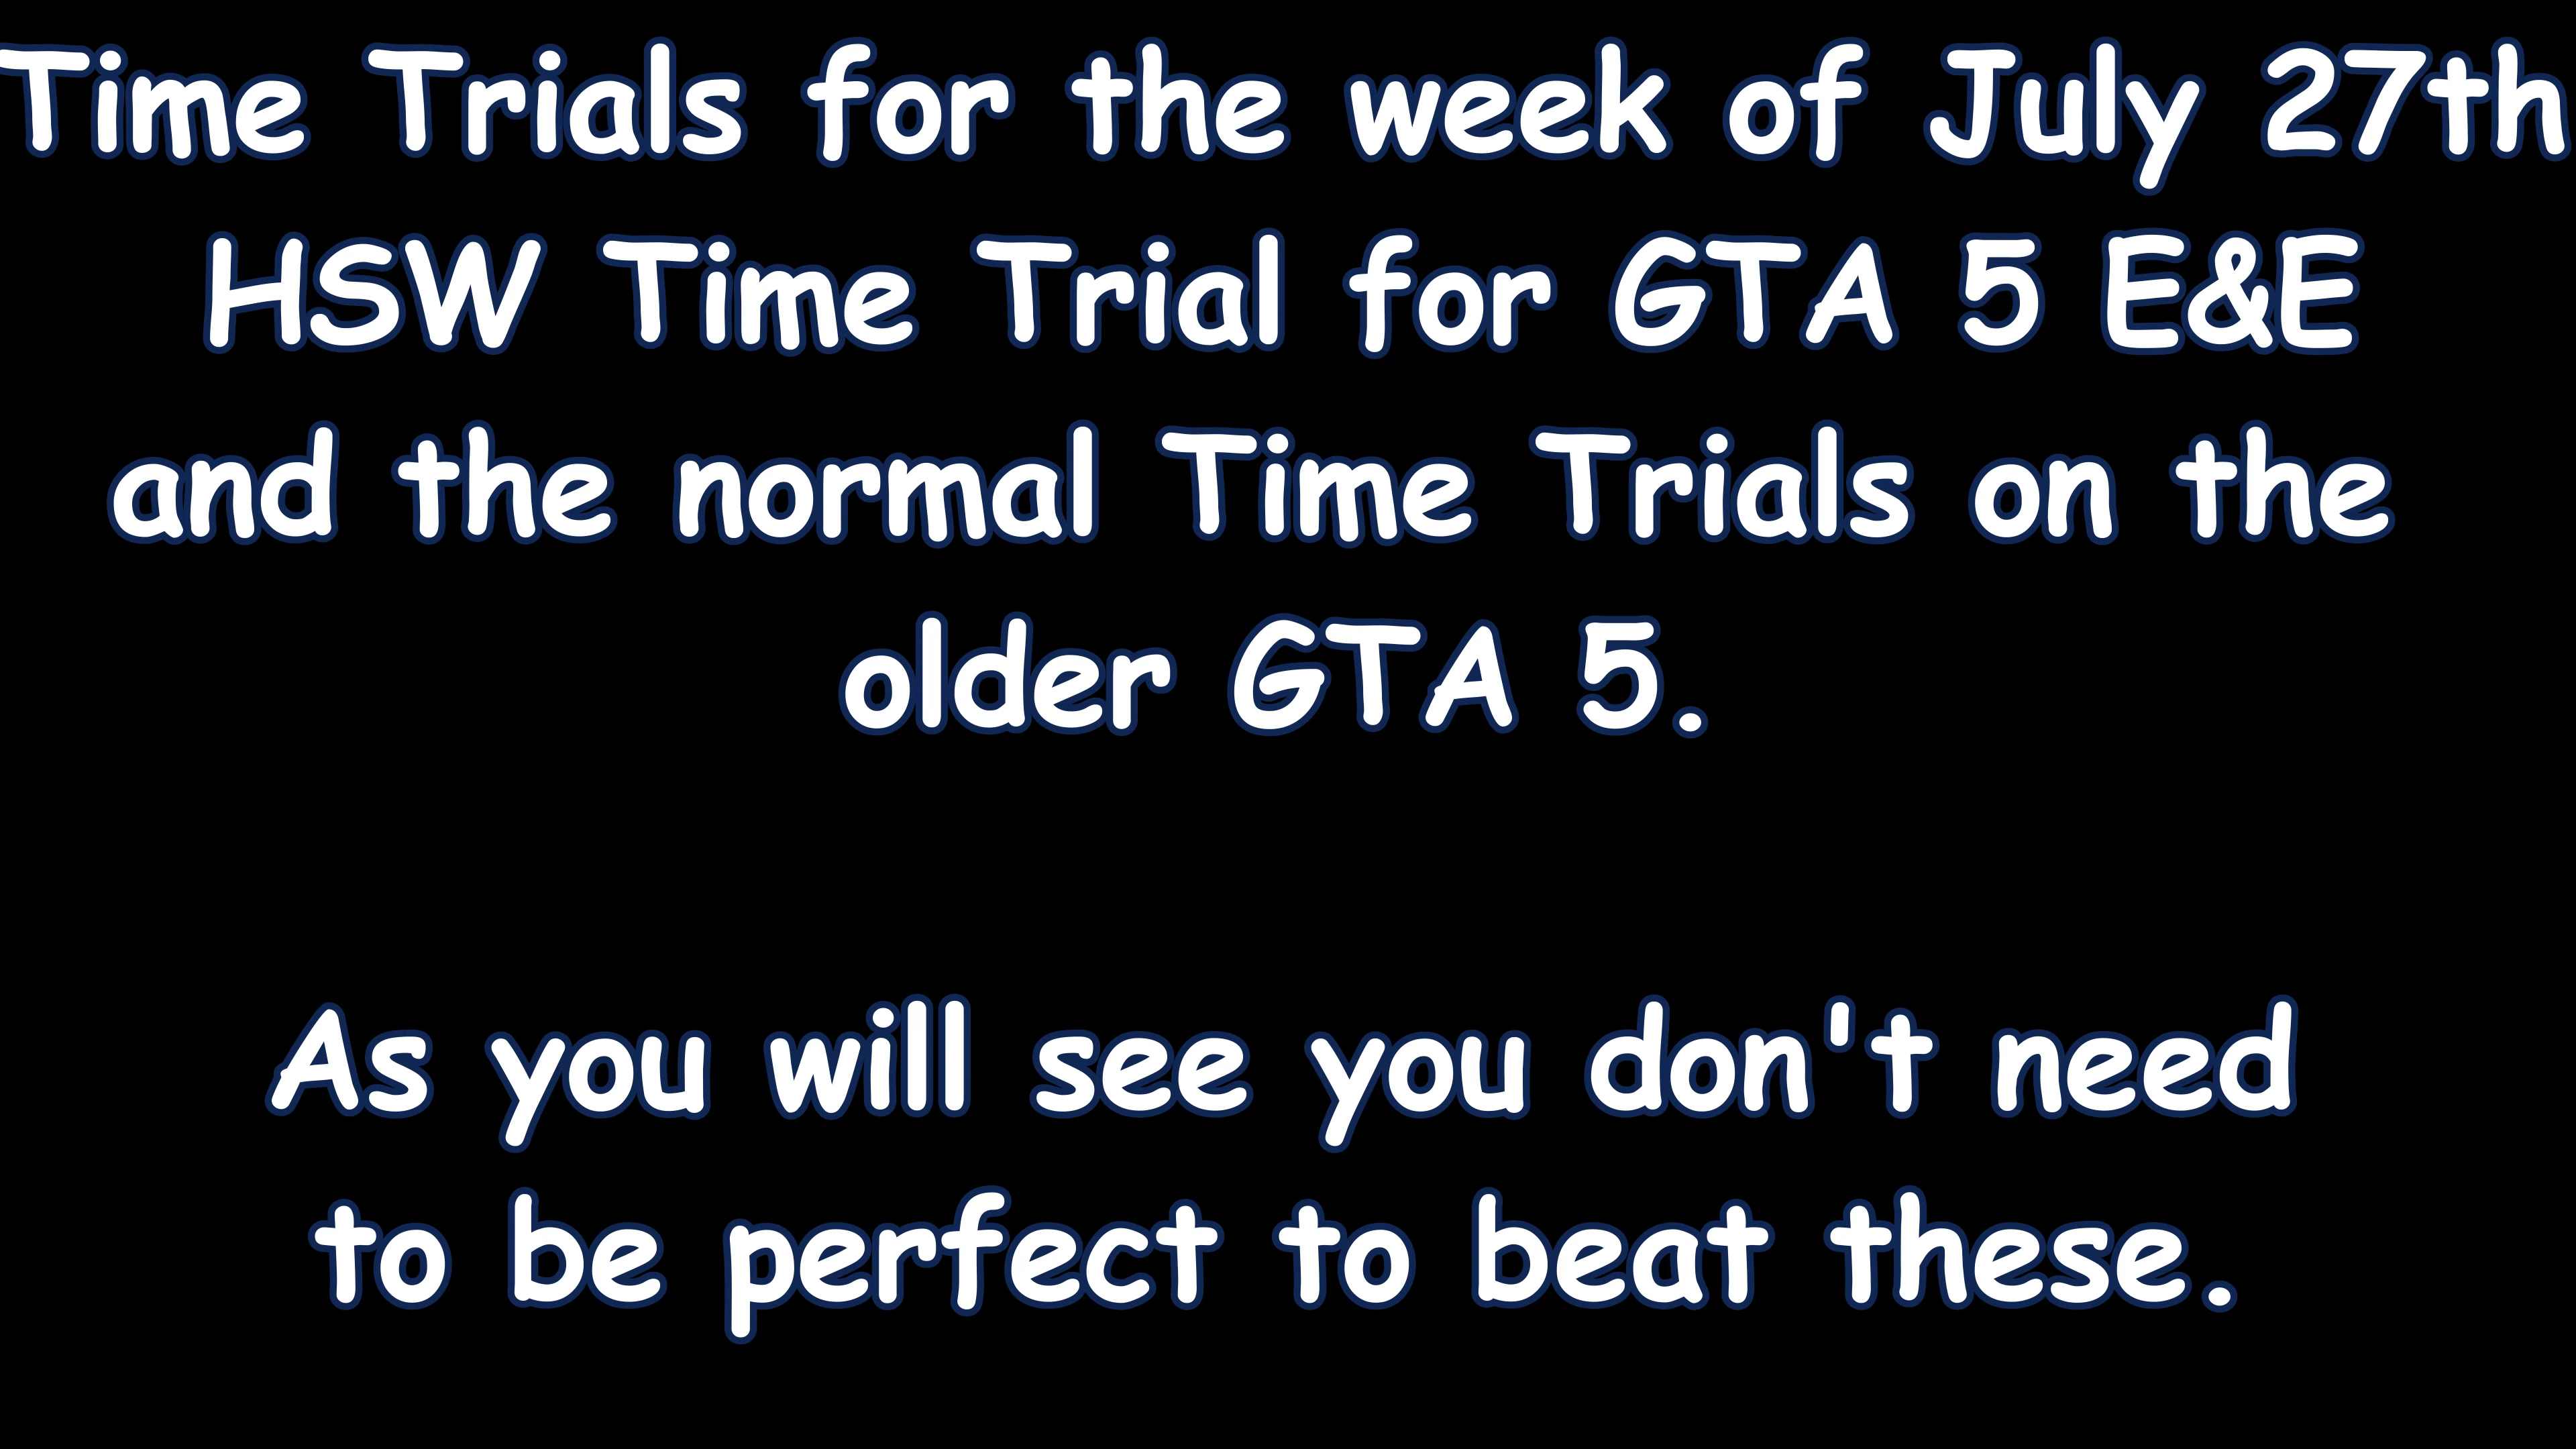 Time Trials for the week of July 27th
HSW Time Trial for GTA 5 E&E
and the normal Time Trials on the
older GTA 5.
As you will see you don't need
to be perfect to beat these.